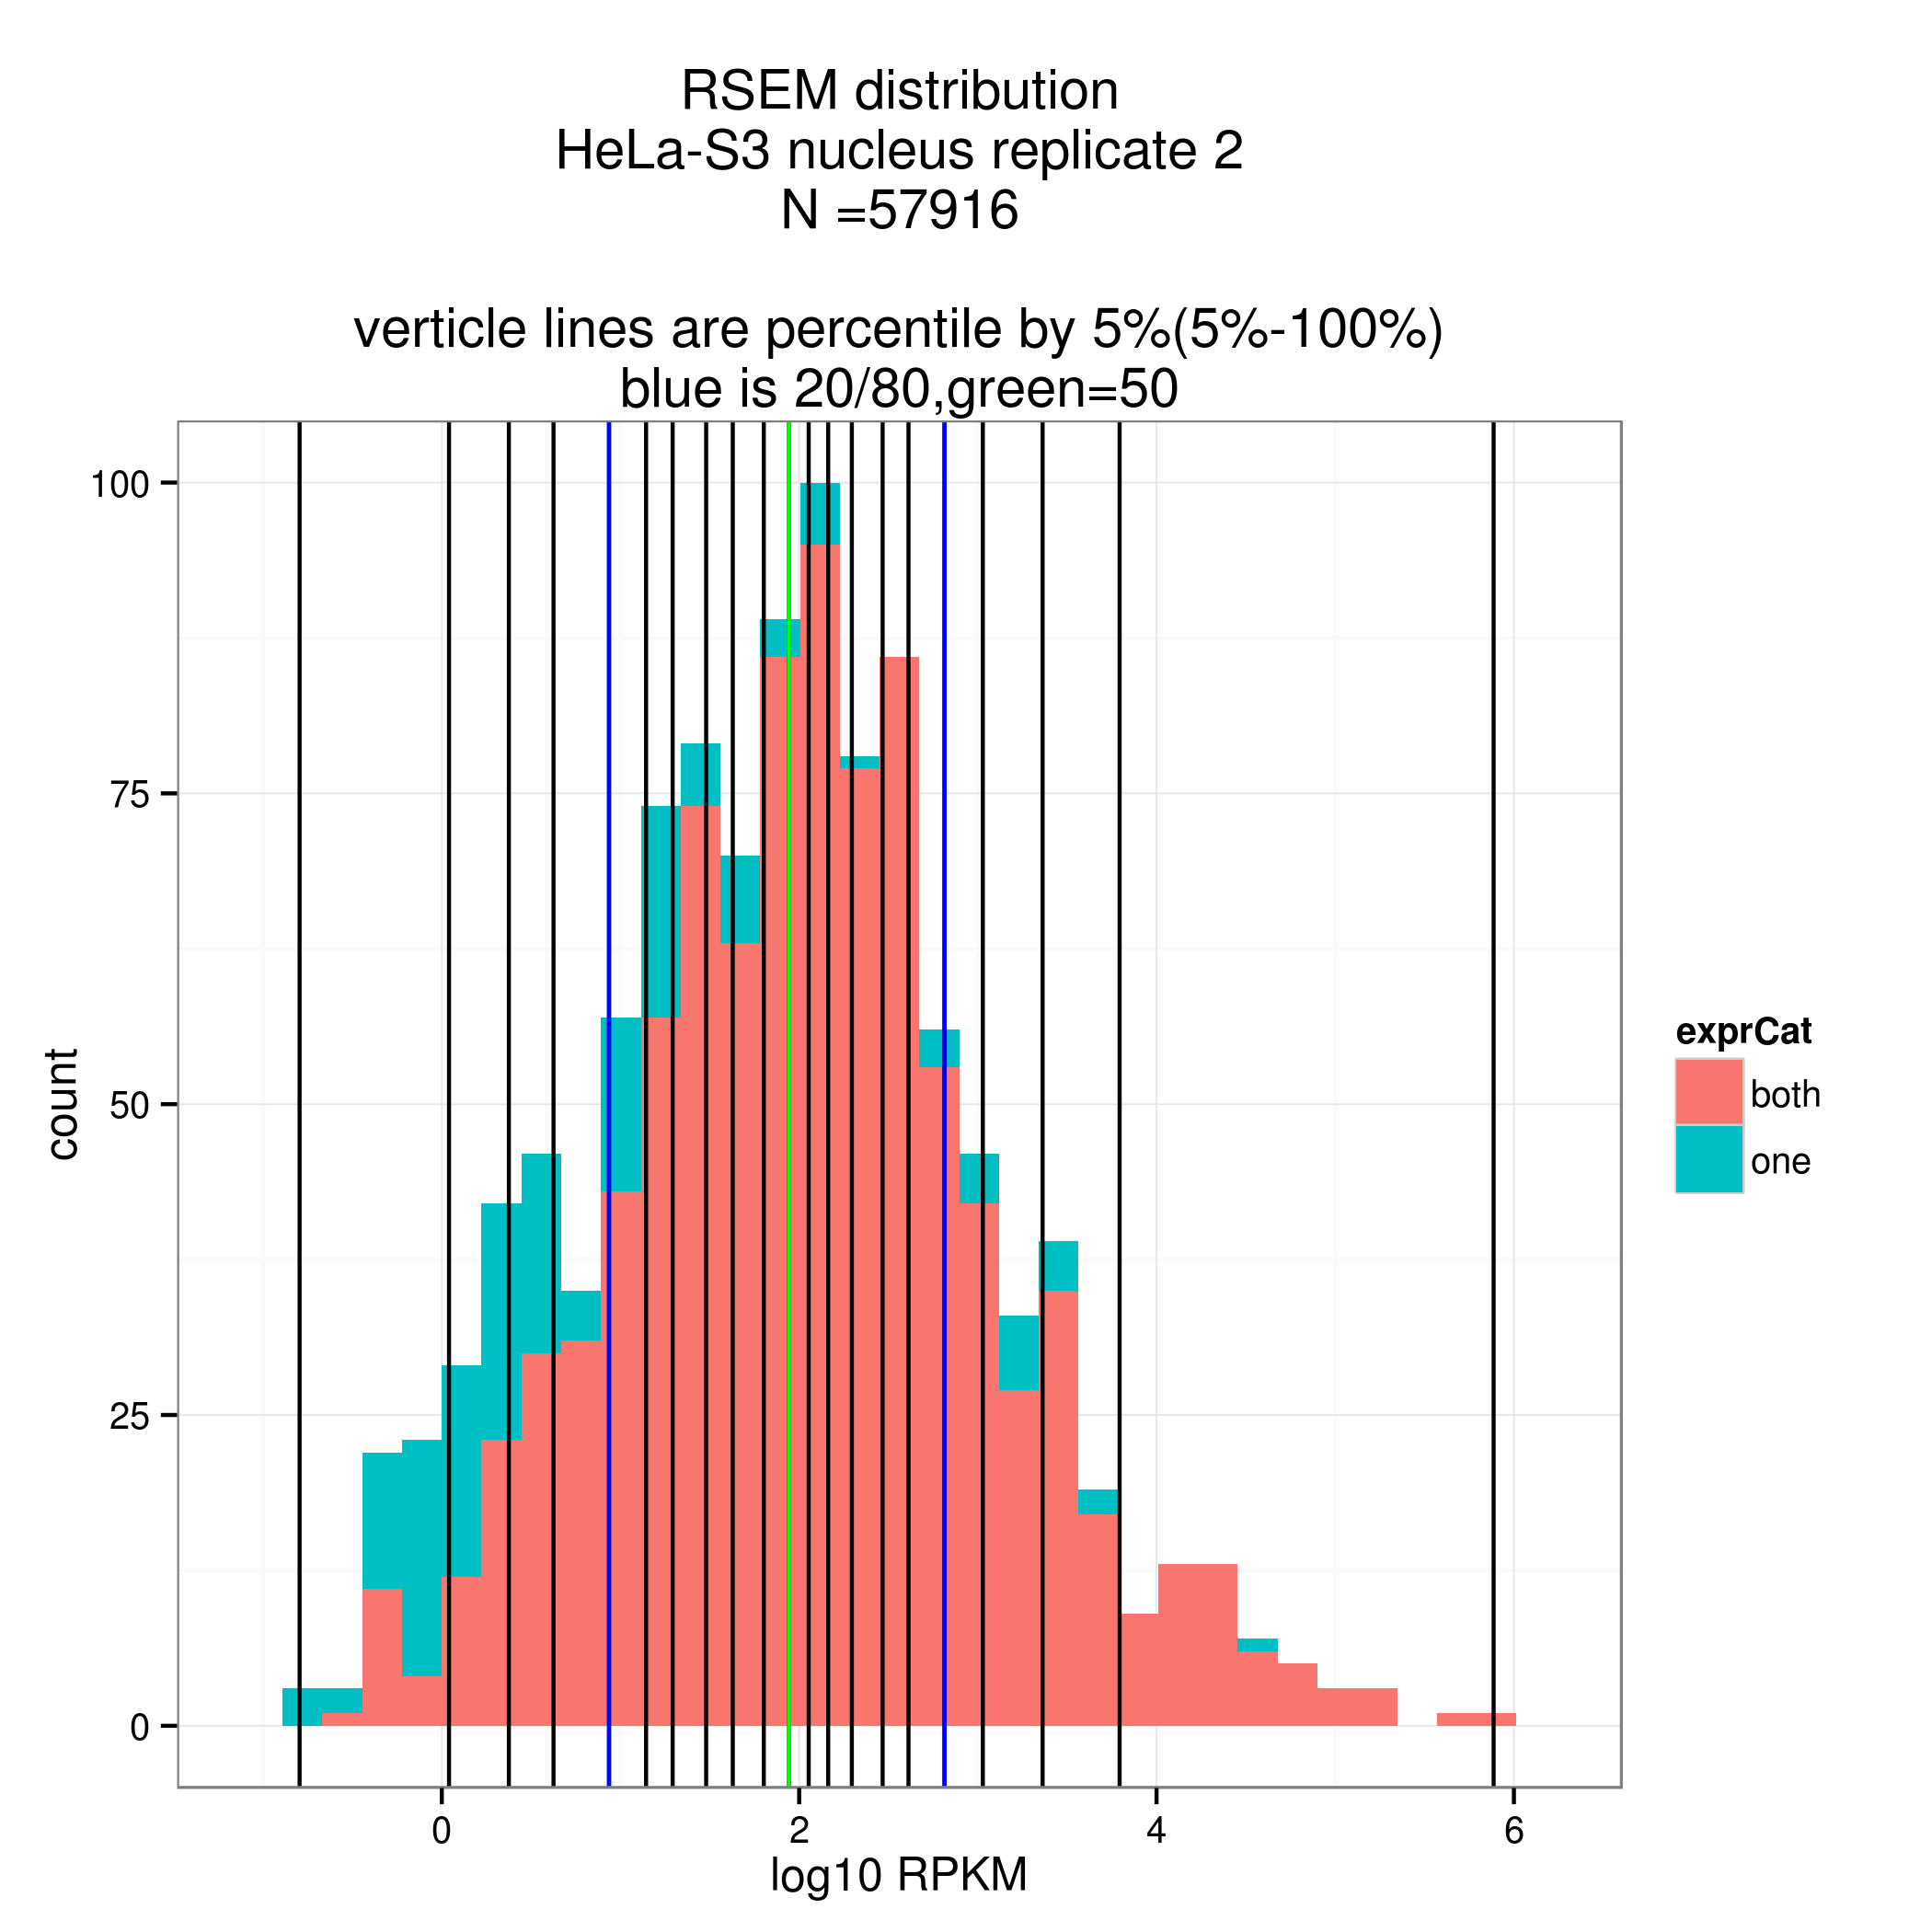 RSEM distribution
HeLa-S3 nucleus replicate 2
N =57916
verticle lines are percentile by 5%(5%-100%)
blue is 20/80,green=50
100
75
50
25
0
count
0 2 4 6
log10 RPKM
exprCat
both
one